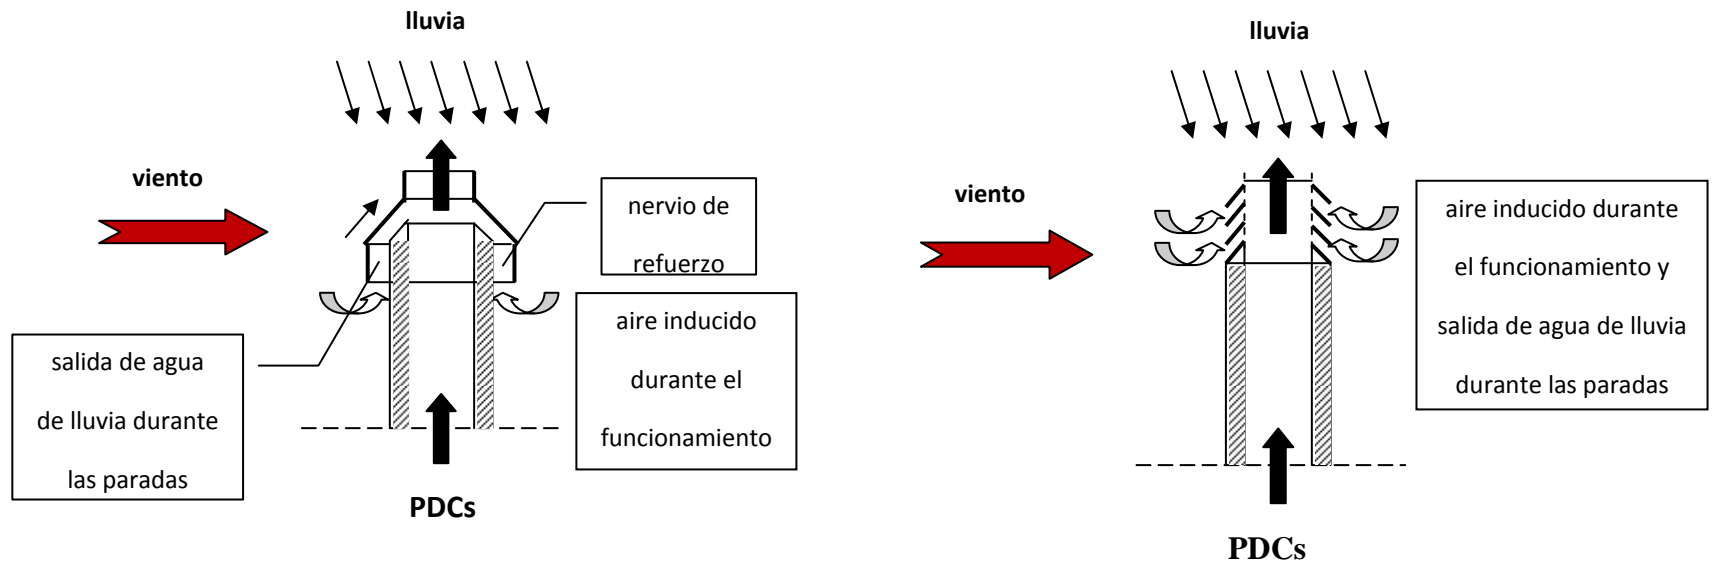 lluvia
viento
nervio de
refuerzo
salida de agua
de lluvia durante
las paradas
aire inducido
durante el
funcionamiento
PDCs
lluvia
viento
aire inducido durante
el funcionamiento y
salida de agua de lluvia
durante las paradas
PDCs